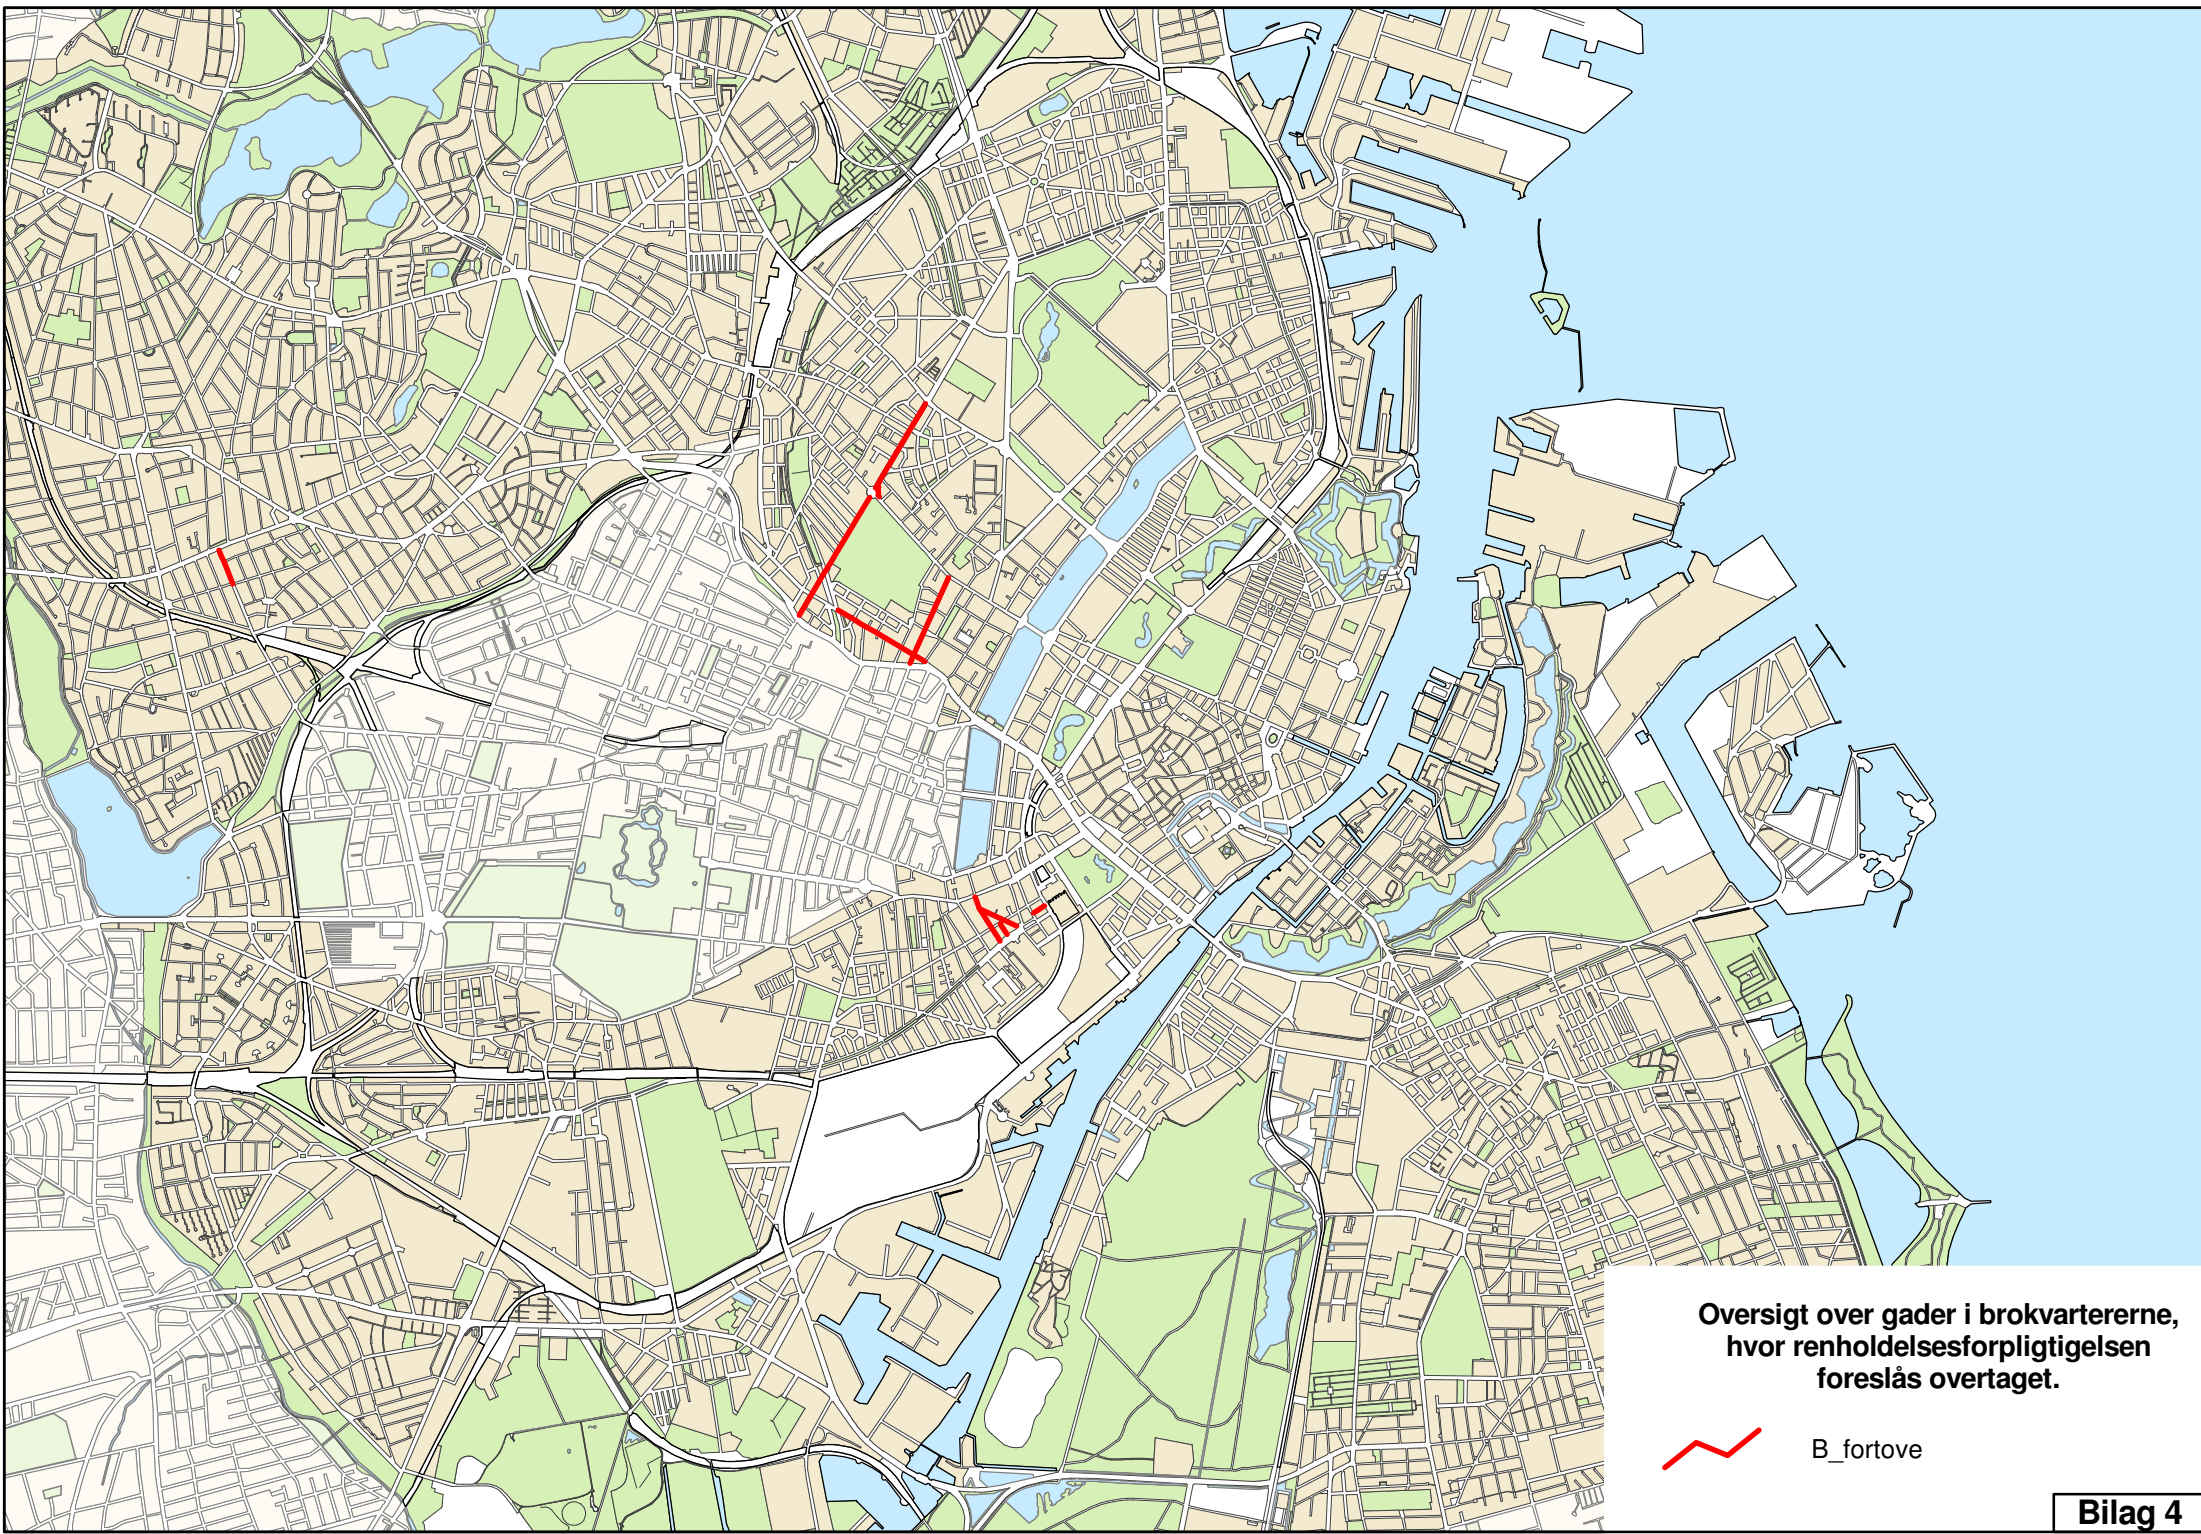 Oversigt over gader i brokvartererne,
hvor renholdelsesforpligtigelsen
foreslås overtaget.
B_fortove
Bilag 4